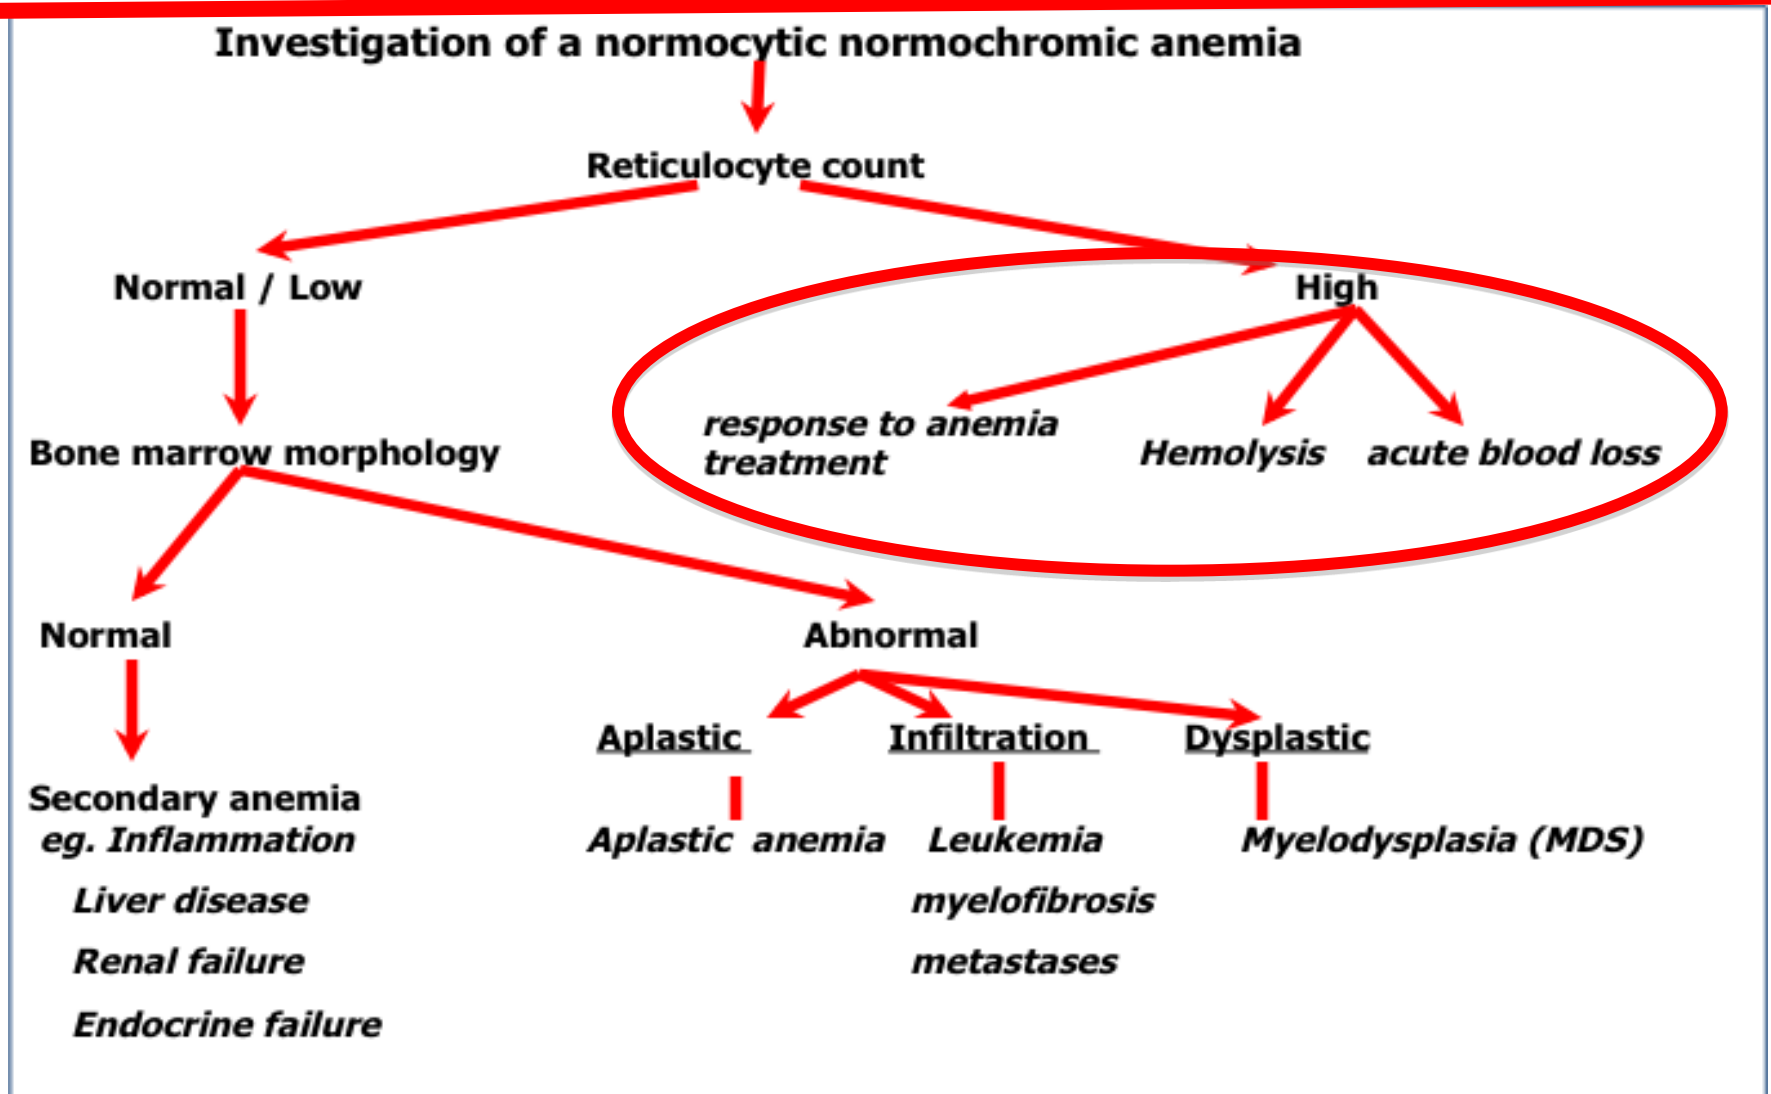 Investigation of a normocytic normochromic anemia
Reticulocyte count
Normal / Low
High
response to anemia
treatment
Hemolysis
acute blood loss
Bone marrow morphology
Normal
Abnormal
Aplastic
Infiltration
Dysplastic
Secondary anemia
eg. Inflammation
Liver disease
Renal failure
Endocrine failure
Aplastic anemia
Leukemia
myelofibrosis
metastases
Myelodysplasia (MDS)